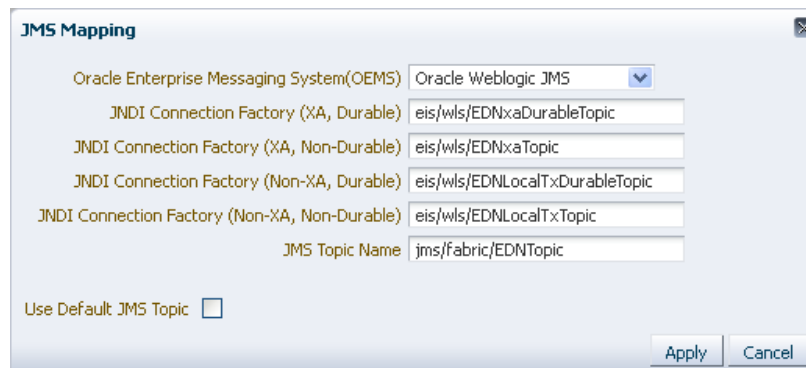 JMS Mapping
Oracle Enterprise Messaging System(OEMS) Oracle Weblogic JMS
JNDI Connection Factory (XA, Durable) eis/wls/EDNxaDurableTopic
JNDI Connection Factory (XA, Non-Durable) eis/wls/EDNxaTopic
JNDI Connection Factory (Non-XA, Durable) eis/wls/EDNLocalTxDurableTopic
JNDI Connection Factory (Non-XA, Non-Durable) eis/wls/EDNLocalTxTopic
JMS Topic Name jms/fabric/EDNTopic
Use Default JMS Topic
Apply Cancel